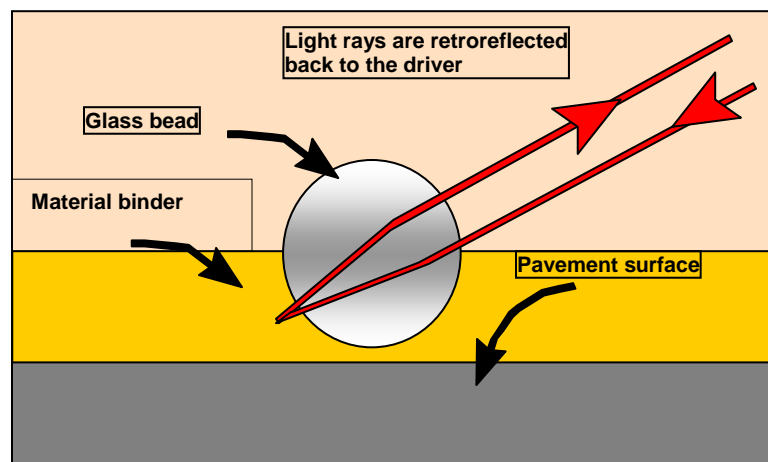 Light rays are retroreflected
back to the driver
Glass bead
Material binder
Pavement surface